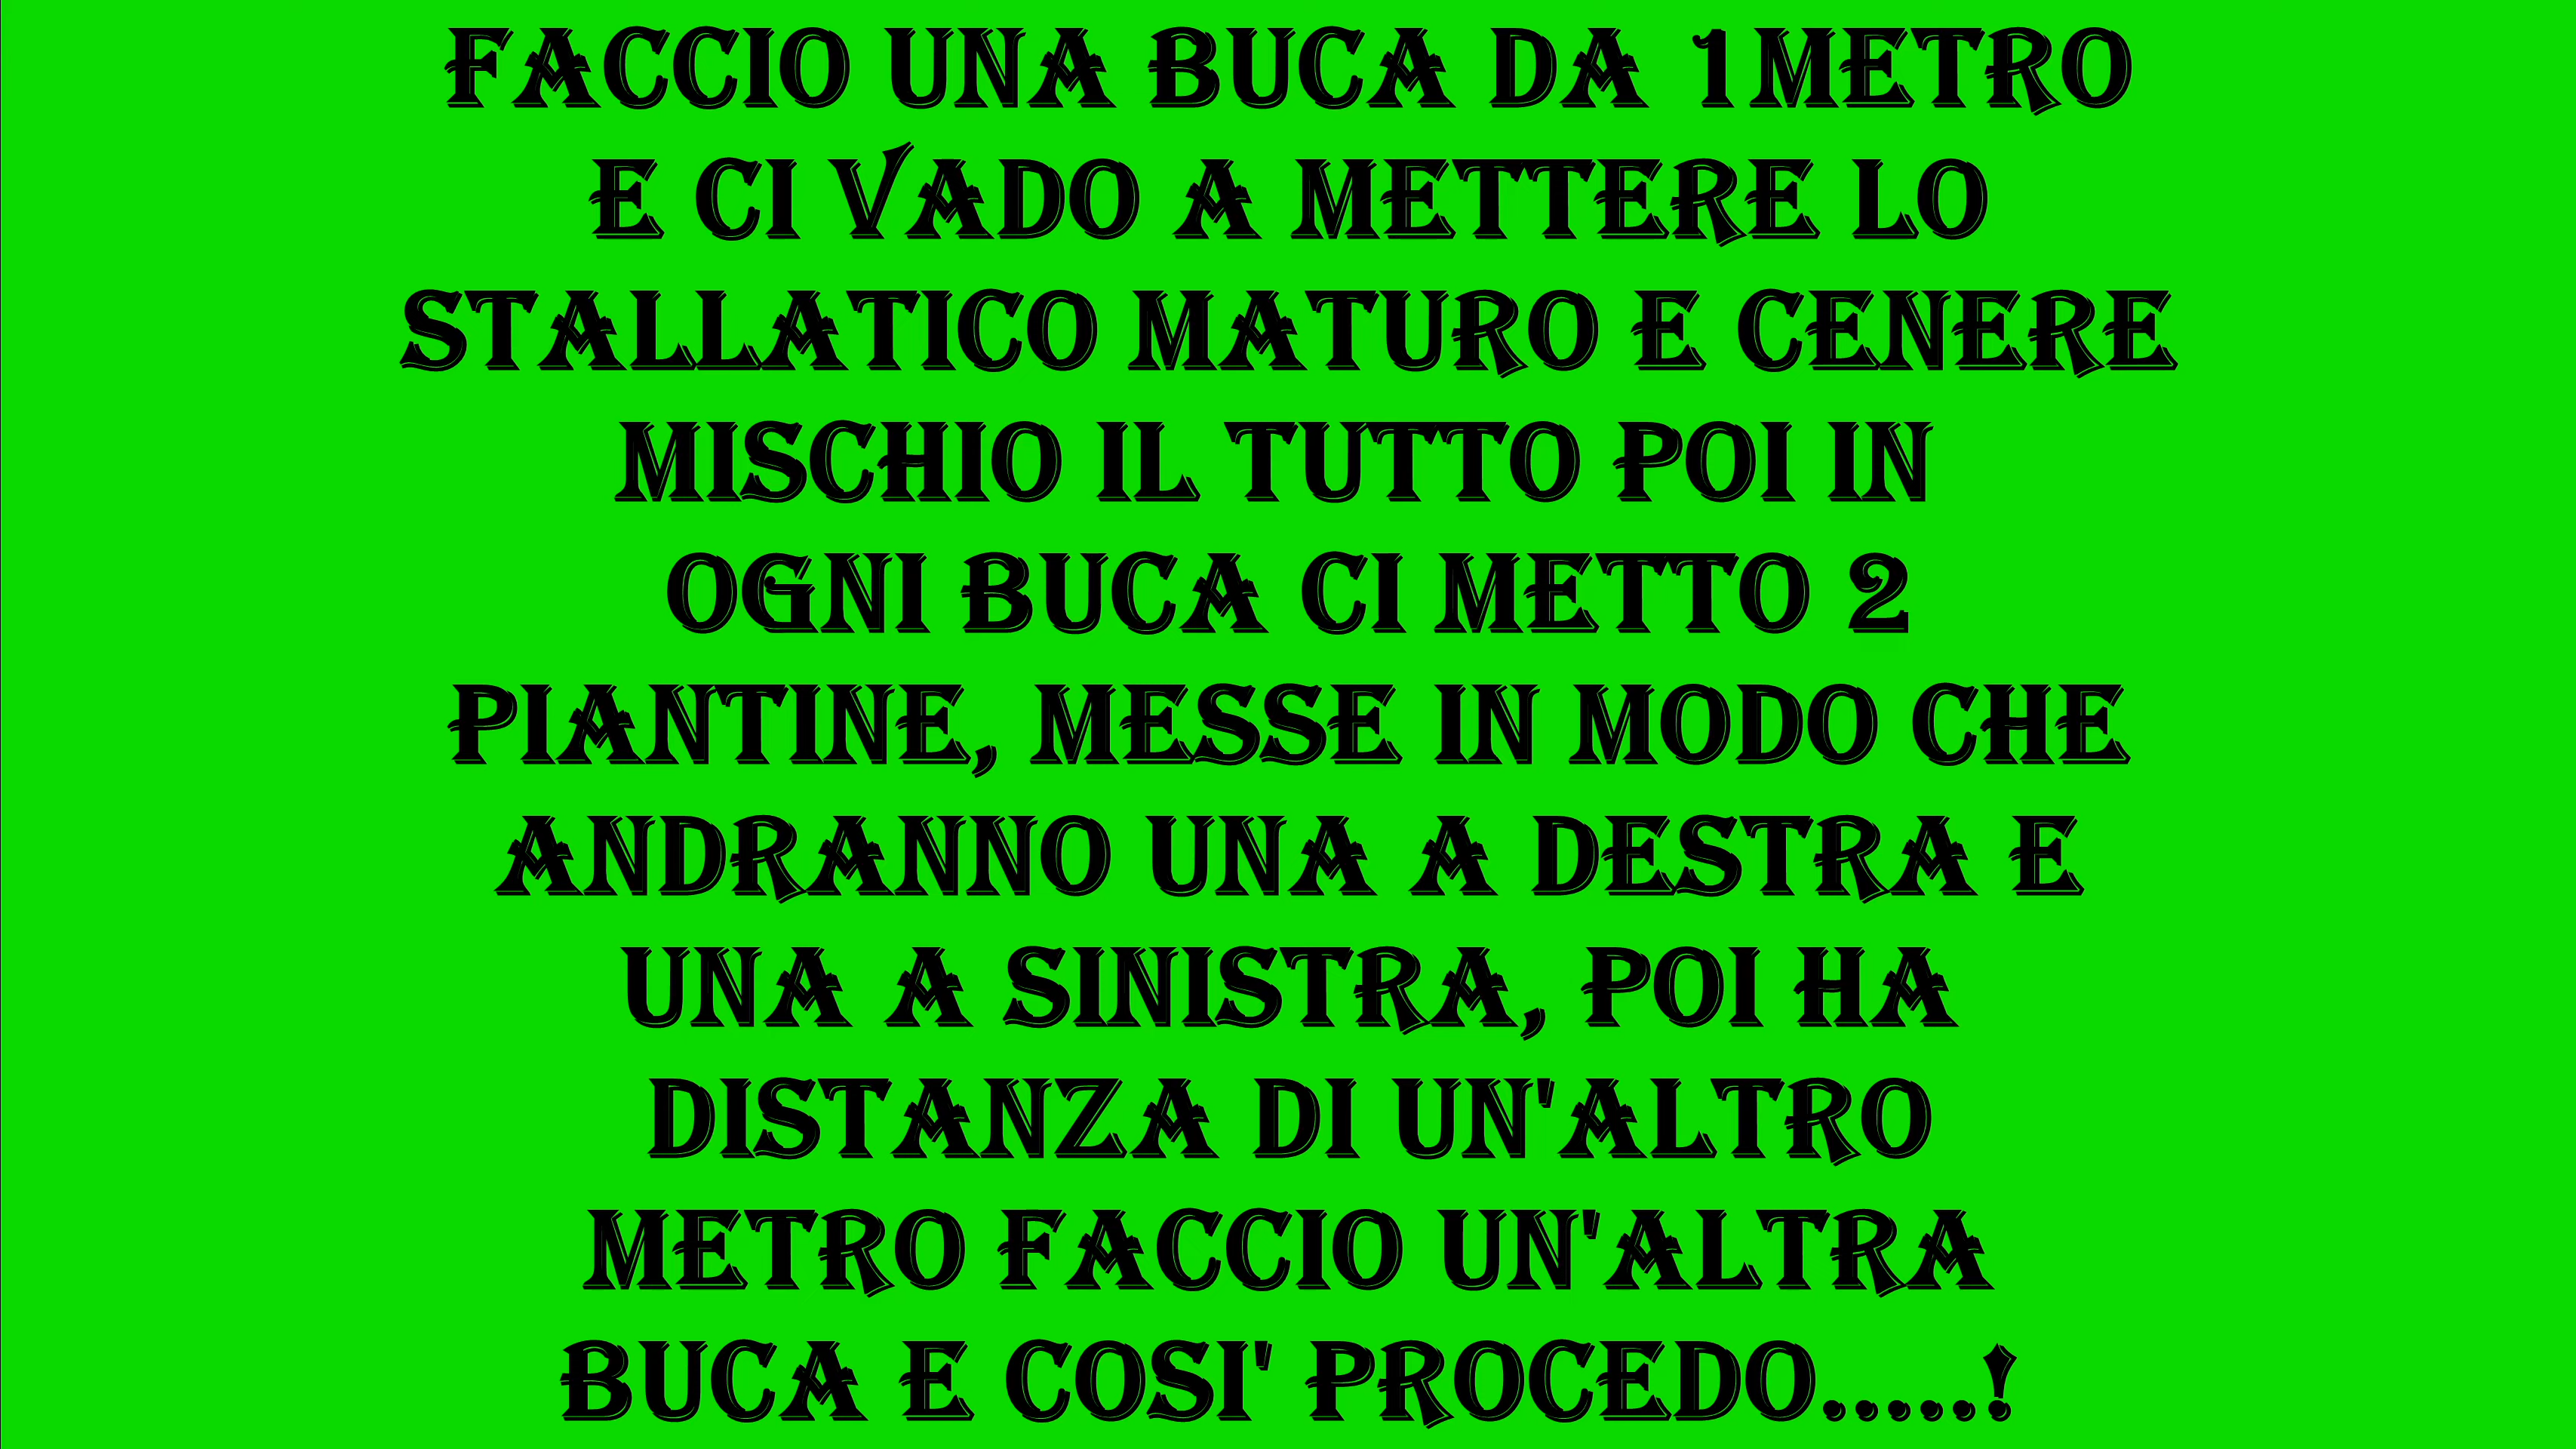 FACCIO UNA BUCA DA 1METRO
E CI VADO A METTERE LO
STALLATICO MATURO E CENERE
MISCHIO IL TUTTO POI IN
OGNI BUCA CI METTO 2
PIANTINE, MESSE IN MODO CHE
ANDRANNO UNA A DESTRA E
UNA A SINISTRA, POI HA
DISTANZA DI UN'ALTRO
METRO FACCIO UN'ALTRA
BUCA E COSI' PROCEDO.....!